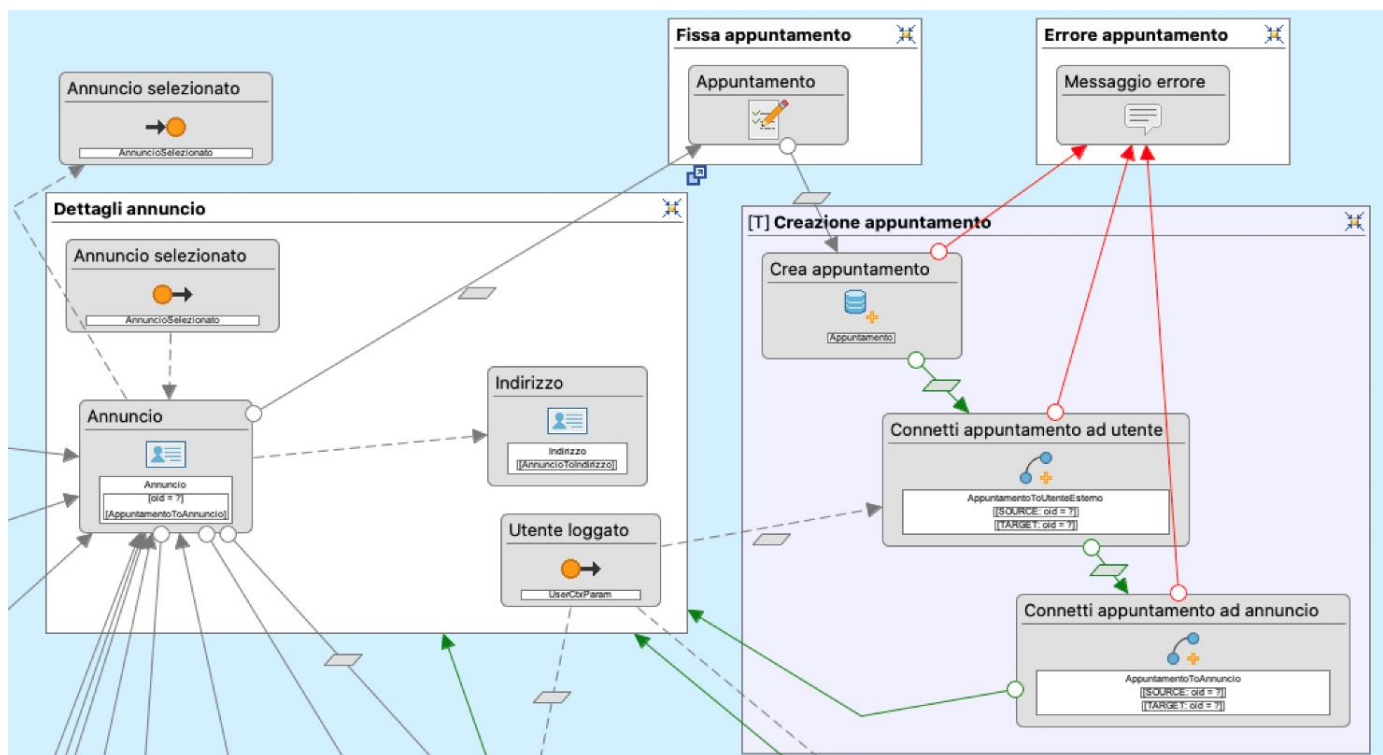 Fissa appuntamento
Errore appuntamento
Annuncio selezionato
AnnuncioSelezionato
Appuntamento
Messaggio errore
Dettagli annuncio
Annuncio selezionato
AnnuncioSelezionato
[T] Creazione appuntamento
Crea appuntamento
Appuntamento
Annuncio
Annuncio
[oid = ?]
[AppuntamentoToAnnuncio]
Indirizzo
Indirizzo
[[AnnuncioToIndirizzo]]
Connetti appuntamento ad utente
AppuntamentoToUtenteEsterno
[[SOURCE: oid = ?]]
[[TARGET: oid = ?]]
Utente loggato
UserCtxParam
Connetti appuntamento ad annuncio
AppuntamentoToAnnuncio
[[SOURCE: oid = ?]]
[[TARGET: oid = ?]]